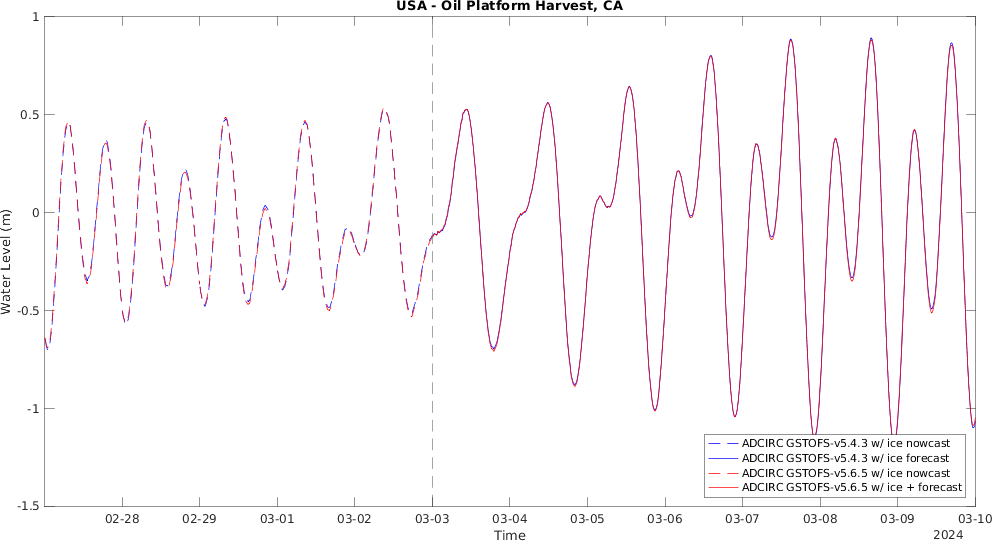 USA - Oil Platform Harvest, CA
1
0.5
0
-0.5
-1
-1.5
Water Level (m)
ADCIRC GSTOFS-v5.4.3 w/ ice nowcast
ADCIRC GSTOFS-v5.4.3 w/ ice forecast
ADCIRC GSTOFS-v5.6.5 w/ ice nowcast
ADCIRC GSTOFS-v5.6.5 w/ ice + forecast
02-28 02-29 03-01 03-02 03-03 03-04 03-05 03-06 03-07 03-08 03-09 03-10
Time
2024